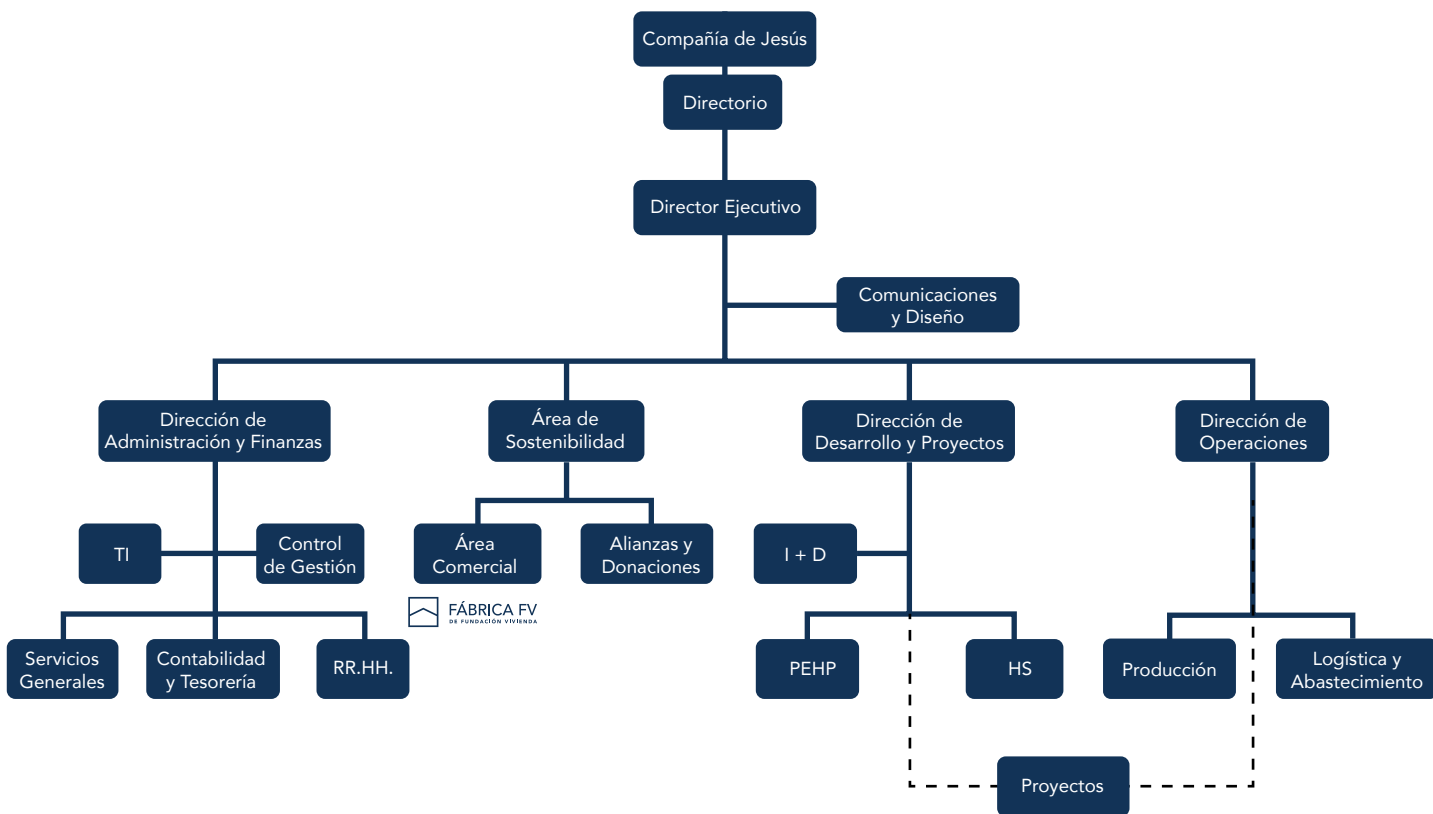 Compañía de Jesús
Directorio
Director Ejecutivo
Comunicaciones
y Diseño
Dirección de
Administración y Finanzas
Área de
Sostenibilidad
Dirección de
Desarrollo y Proyectos
Dirección de
Operaciones
TI
Control
de Gestión
Área
Comercial
Alianzas y
Donaciones
I + D
FÁBRICA FV
DE FUNDACIÓN VIVIENDA
Servicios
Generales
Contabilidad
y Tesorería
RR.HH.
PEHP
HS
Producción
Logística y
Abastecimiento
Proyectos